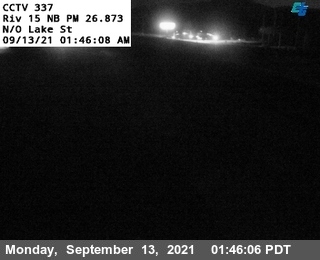 CCTV 337
Riv 15 NB PM 26.873
N/O Lake St
09/13/21 01:46:08 AM
Monday, September 13, 2021 01:46:06 PDT